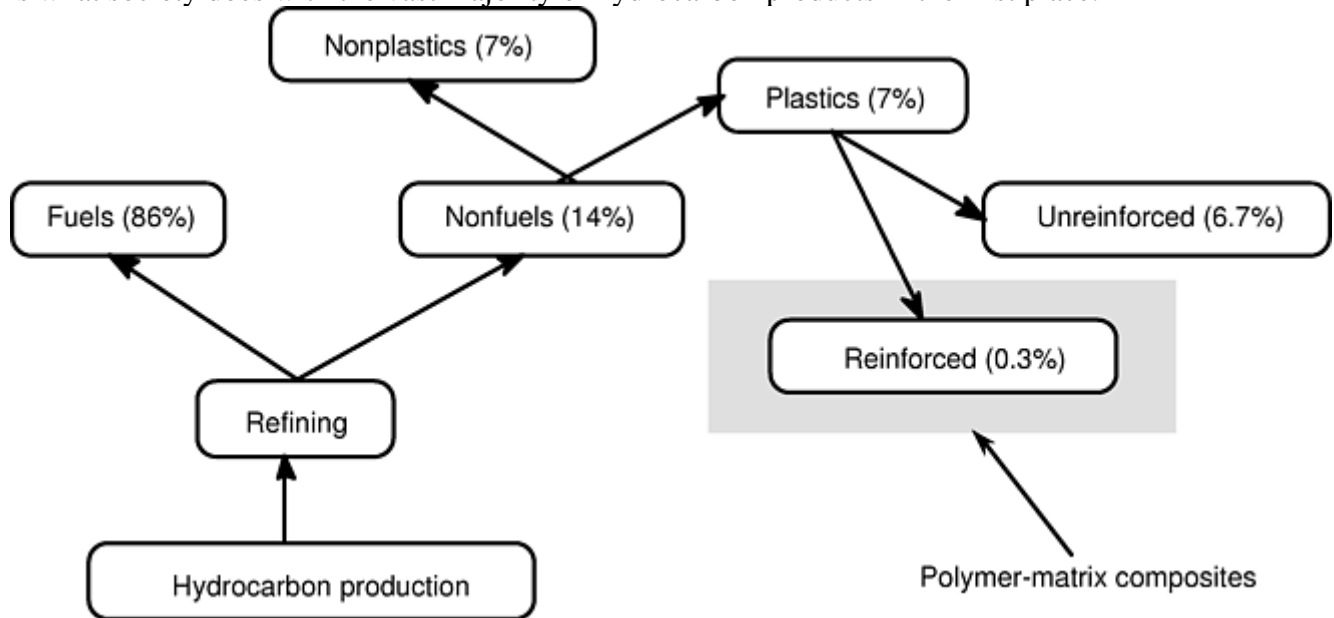 Nonplastics (7%)
Plastics (7%)
Fuels (86%)
Nonfuels (14%)
Unreinforced (6.7%)
Reinforced (0.3%)
Refining
Hydrocarbon production
Polymer-matrix composites